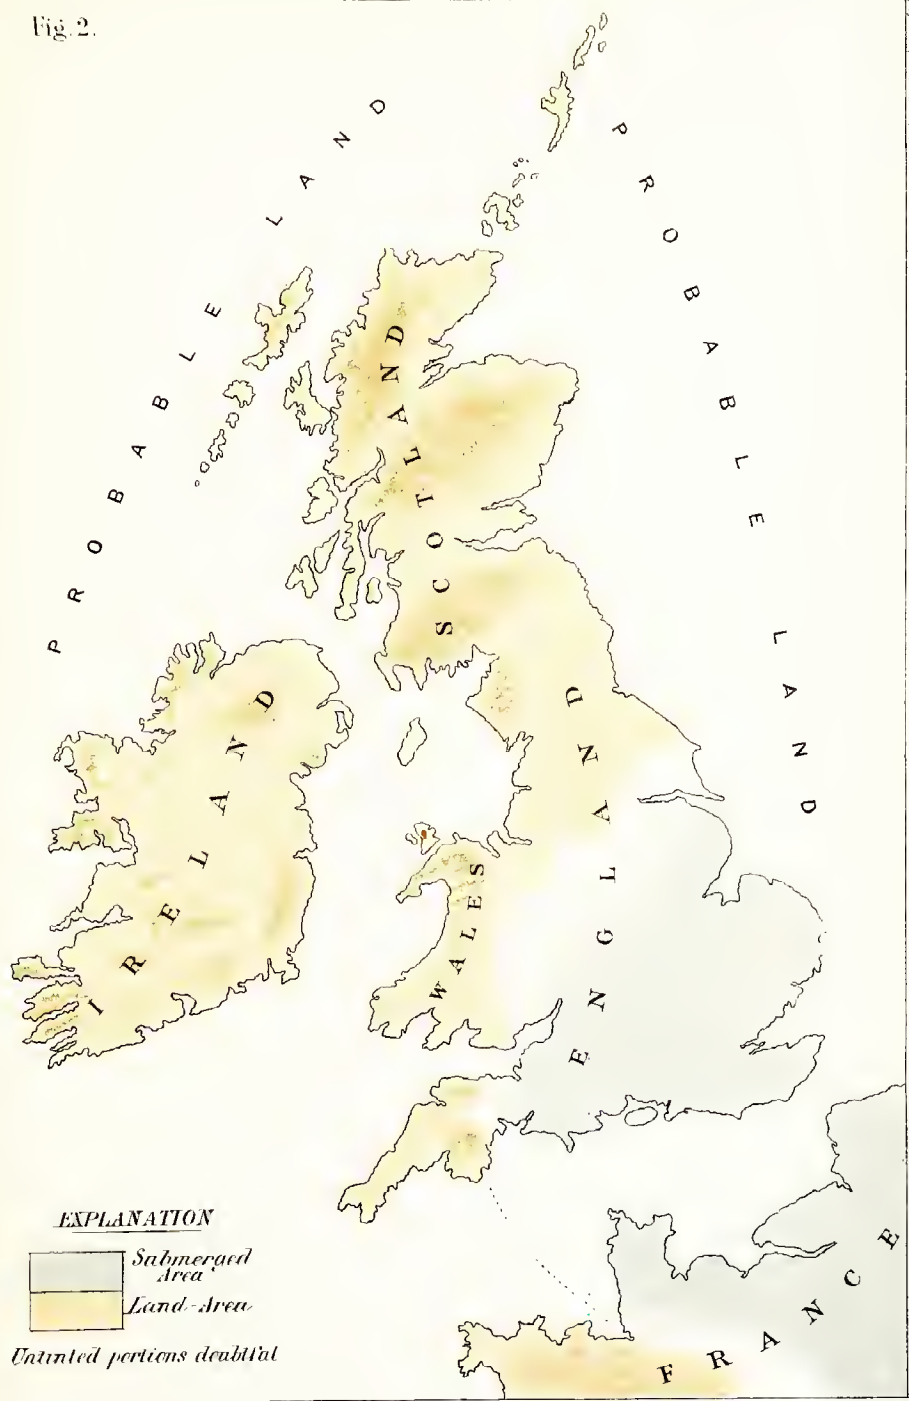 Fig. 2.
PROBABLE LAND
PROBABLE LAND
SCOTLAND
IRELAND
ENGLAND
WALES
FRANCE
EXPLANATION
Submerged
Area
Land-Area
Untinted portions doubtful